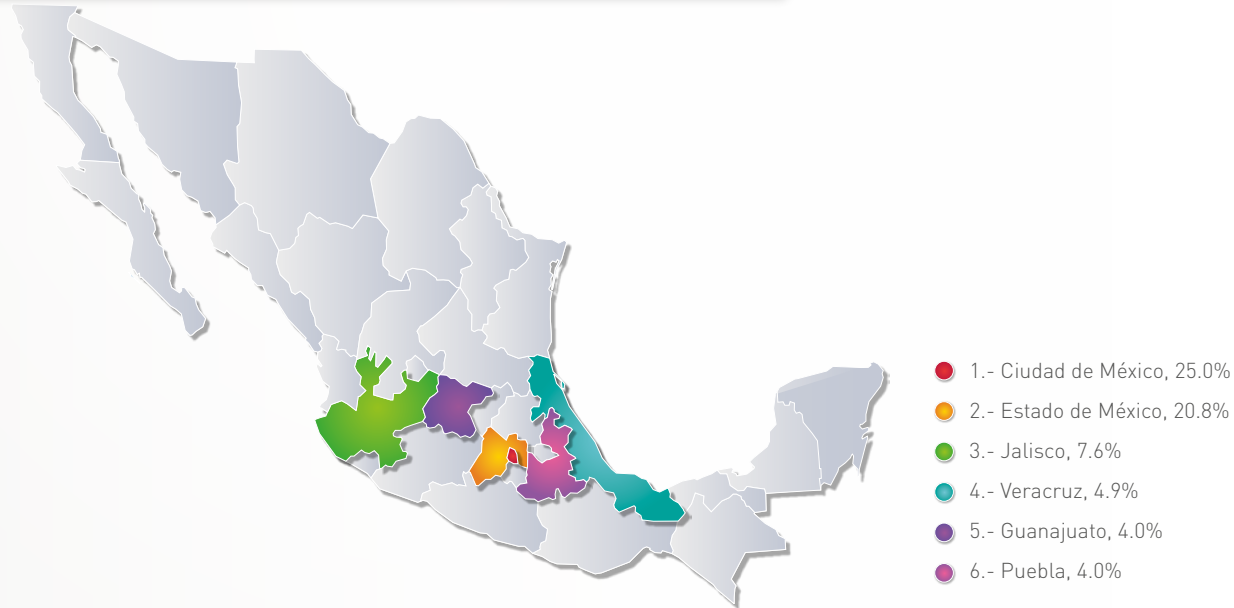 1.- Ciudad de México, 25.0%
2.- Estado de México, 20.8%
3.- Jalisco, 7.6%
4.- Veracruz, 4.9%
5.- Guanajuato, 4.0%
6.- Puebla, 4.0%